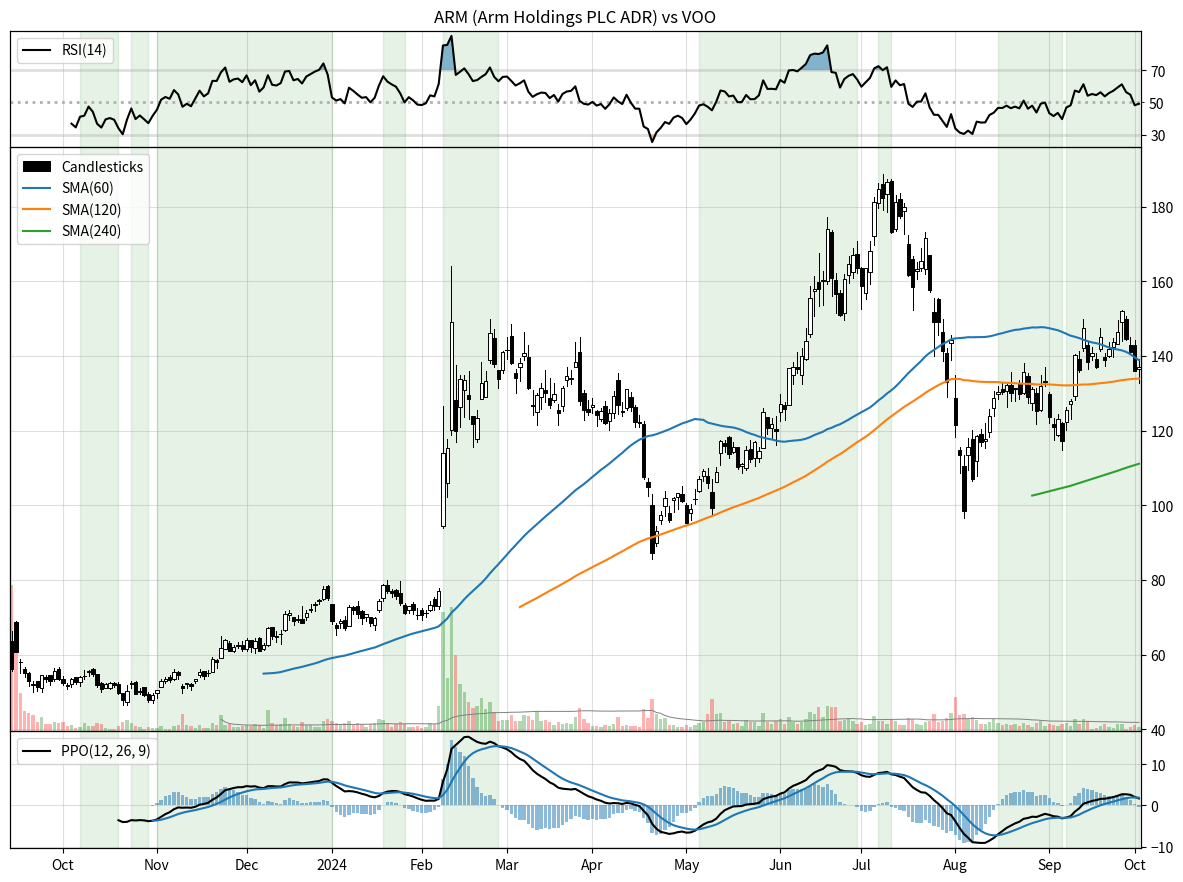 ARM (Arm Holdings PLC ADR) vs VOO
RSI(14)
70
50
30
Candlesticks
SMA(60)
SMA(120)
SMA(240)
180
160
140
120
100
80
60
40
PPO(12, 26, 9)
10
0
−10
Oct Nov Dec 2024 Feb Mar Apr May Jun Jul Aug Sep Oct